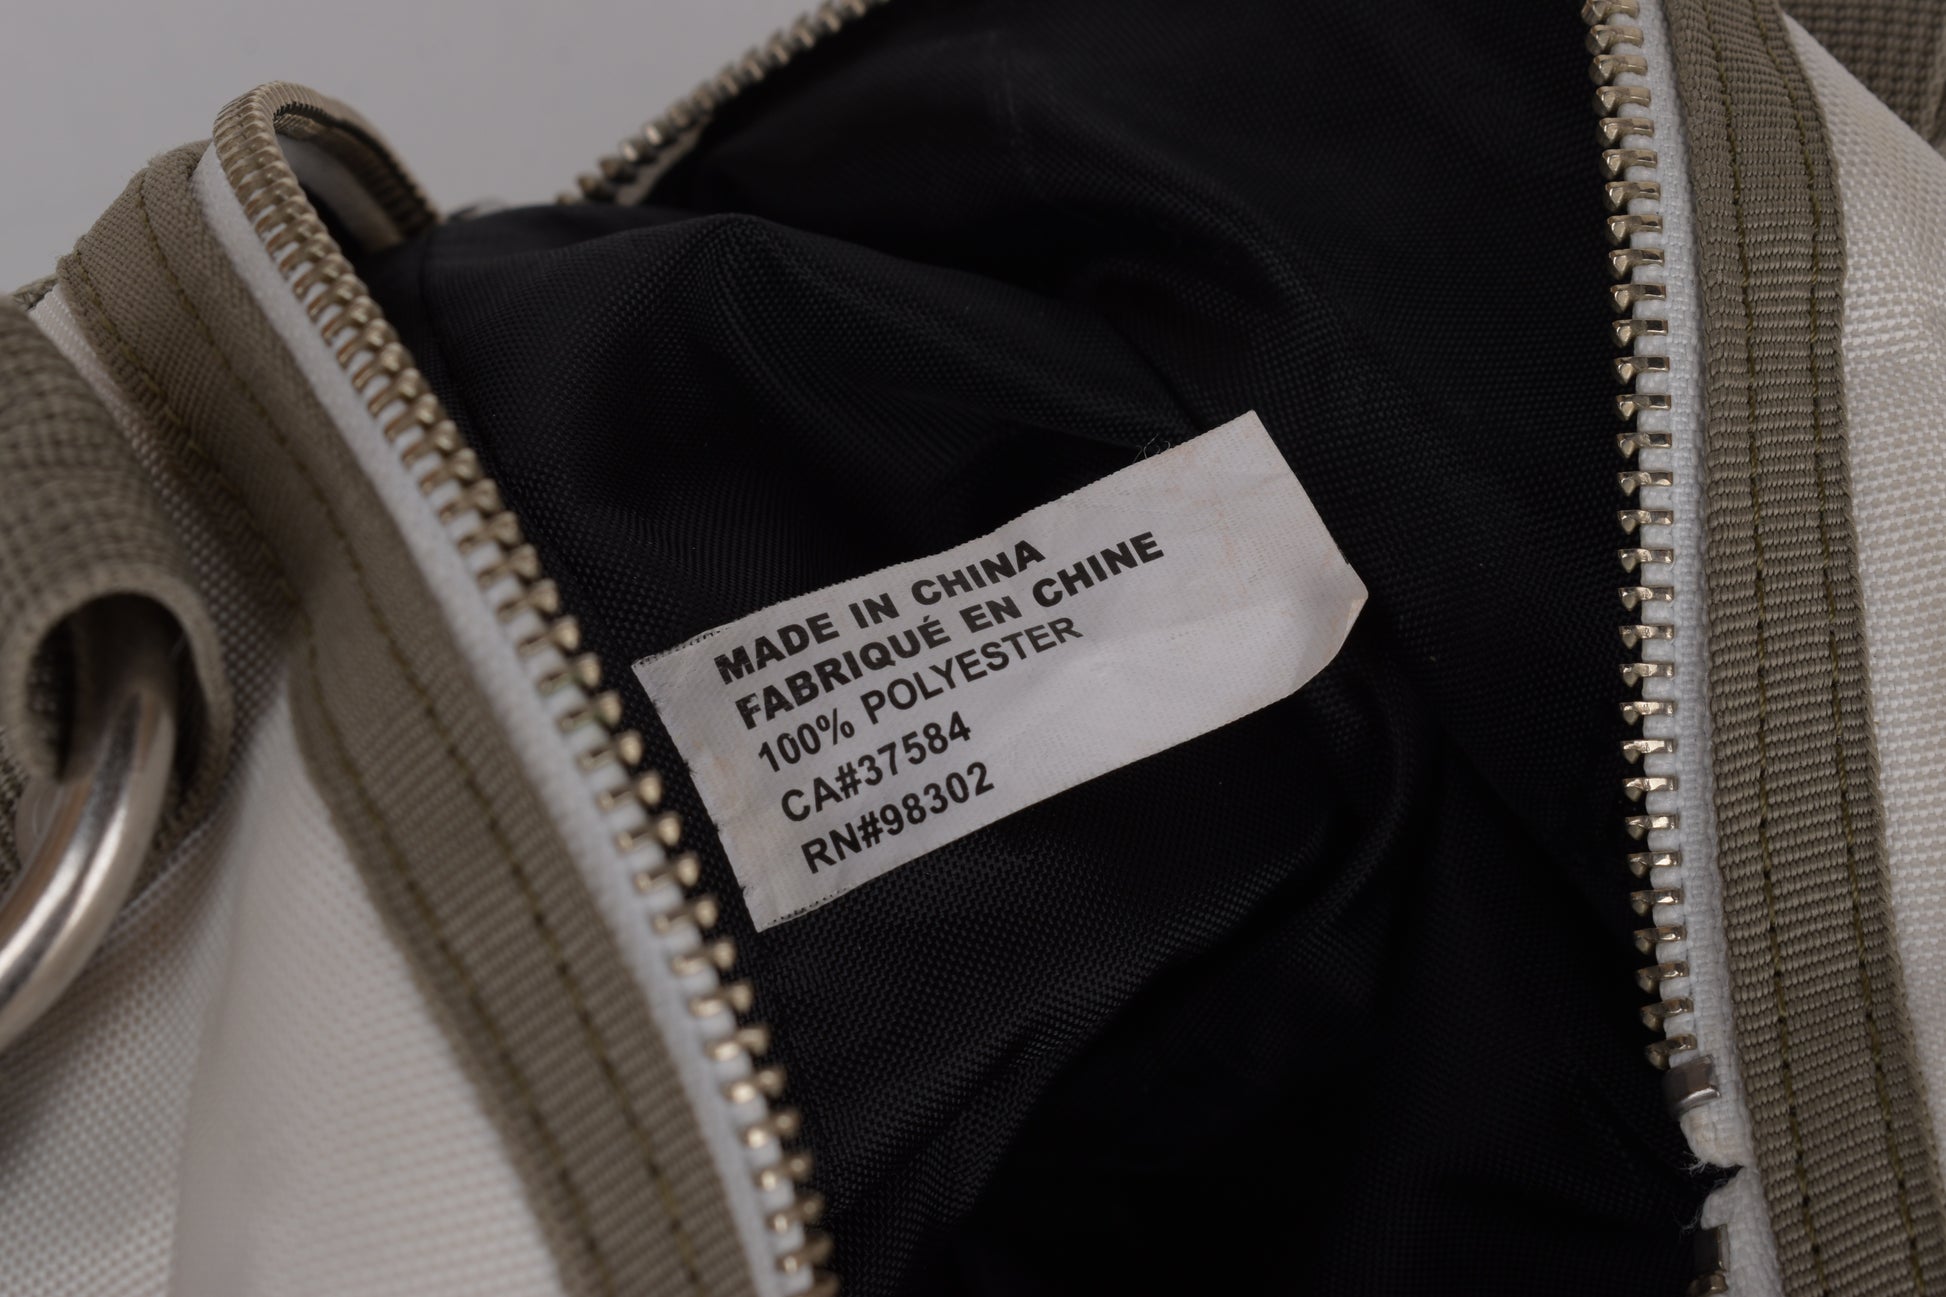 MADE IN CHINA
FABRIQUÉ EN CHINE
100% POLYESTER
CA#37584
RN#98302